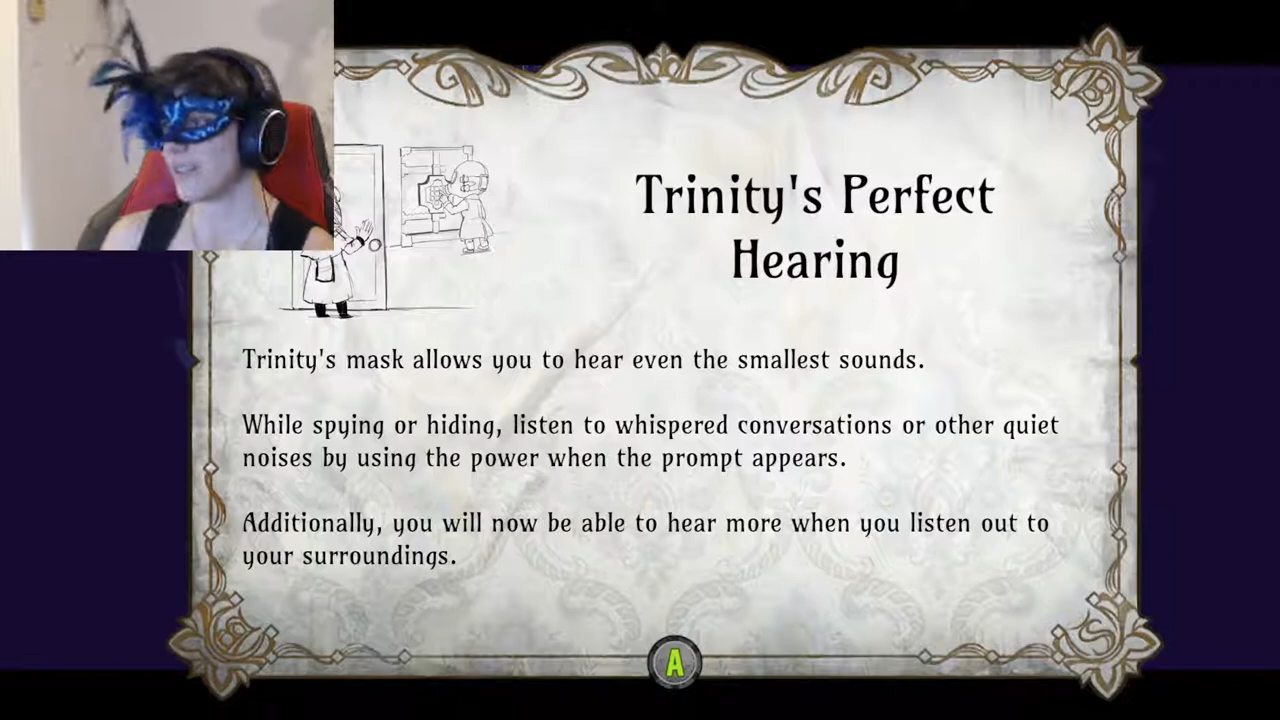 Trinity's Perfect
Hearing
Trinity's mask allows you to hear even the smallest sounds.
While spying or hiding, listen to whispered conversations or other quiet
noises by using the power when the prompt appears.
Additionally, you will now be able to hear more when you listen out to
your surroundings.
A